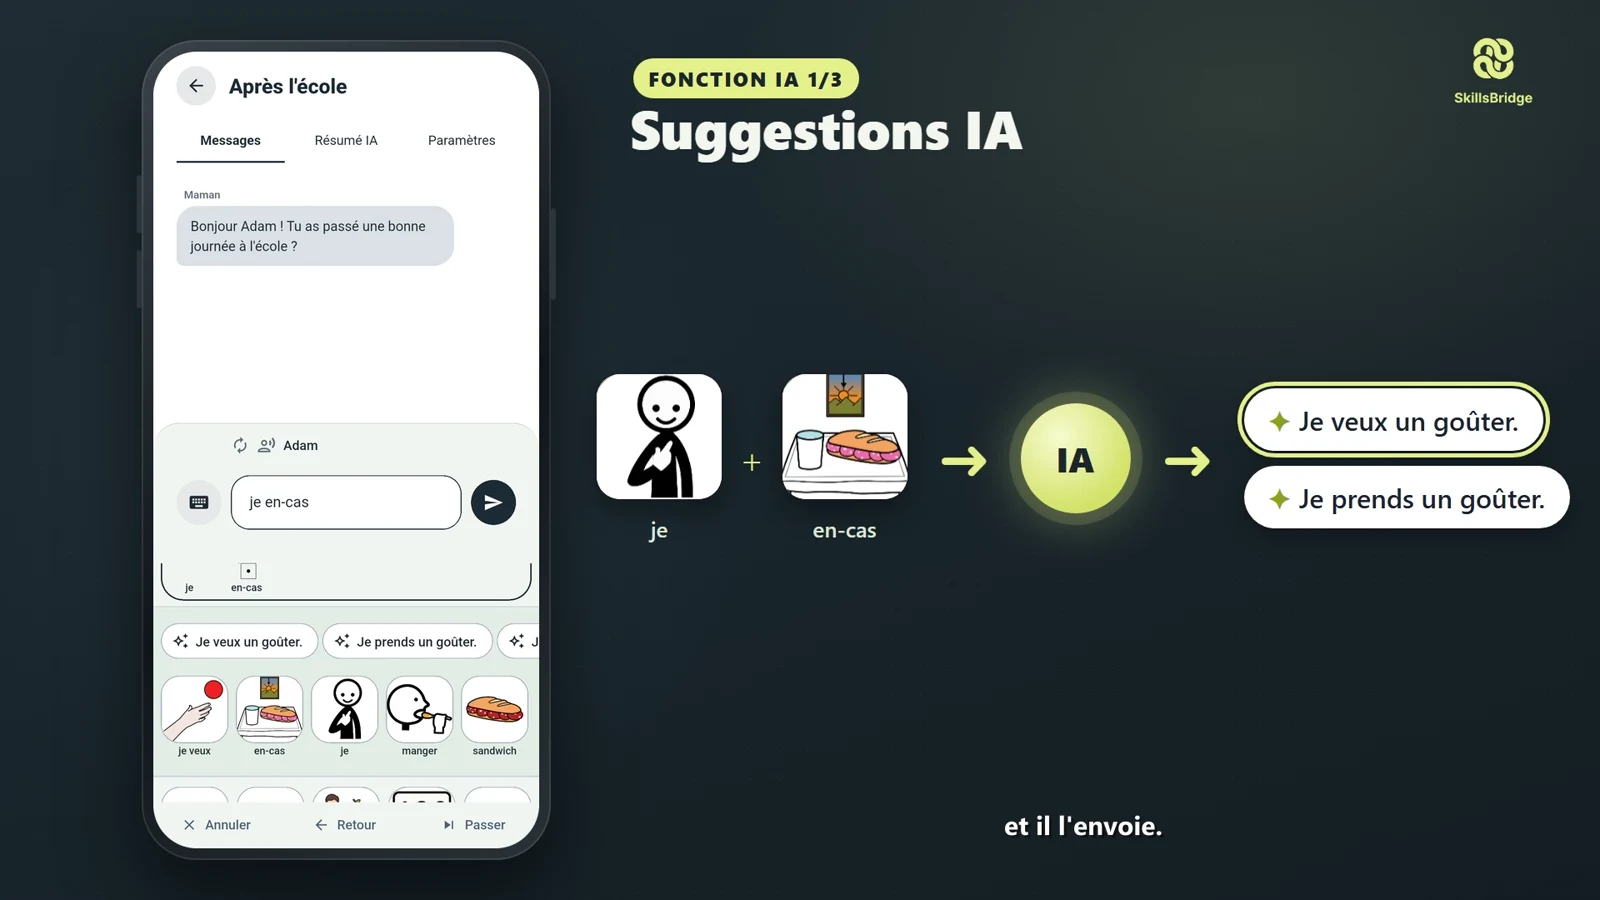 Après l'école
Messages
Résumé IA
Paramètres
Maman
Bonjour Adam ! Tu as passé une bonne
journée à l'école ?
Adam
je en-cas
je
en-cas
Je veux un goûter.
Je prends un goûter.
J
je veux
en-cas
je
manger
sandwich
Annuler
Retour
Passer
FONCTION IA 1/3
Suggestions IA
SkillsBridge
je
+
en-cas
IA
Je veux un goûter.
Je prends un goûter.
et il l'envoie.